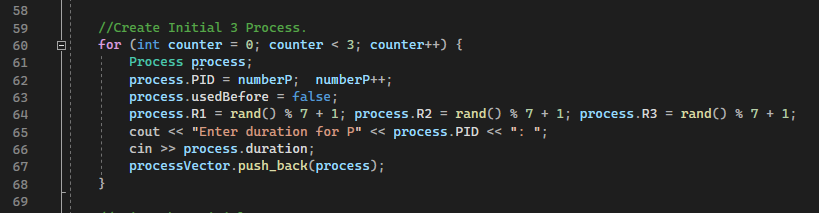 58
59 //Create Initial 3 Process.
60 for (int counter = 0; counter < 3; counter++) {
61 Process process;
62 process.PID = numberP;  numberP++;
63 process.usedBefore = false;
64 process.R1 = rand() % 7 + 1; process.R2 = rand() % 7 + 1; process.R3 = rand() % 7 + 1;
65 cout << "Enter duration for P" << process.PID << ": ";
66 cin >> process.duration;
67 processVector.push_back(process);
68 }
69